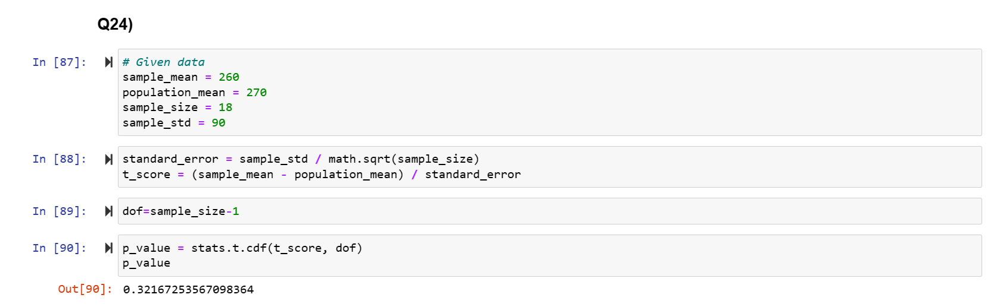 Q24)
In [87]:
# Given data
sample_mean = 260
population_mean = 270
sample_size = 18
sample_std = 90
In [88]:
standard_error = sample_std / math.sqrt(sample_size)
t_score = (sample_mean - population_mean) / standard_error
In [89]:
dof=sample_size-1
In [90]:
p_value = stats.t.cdf(t_score, dof)
p_value
Out[90]: 0.32167253567098364